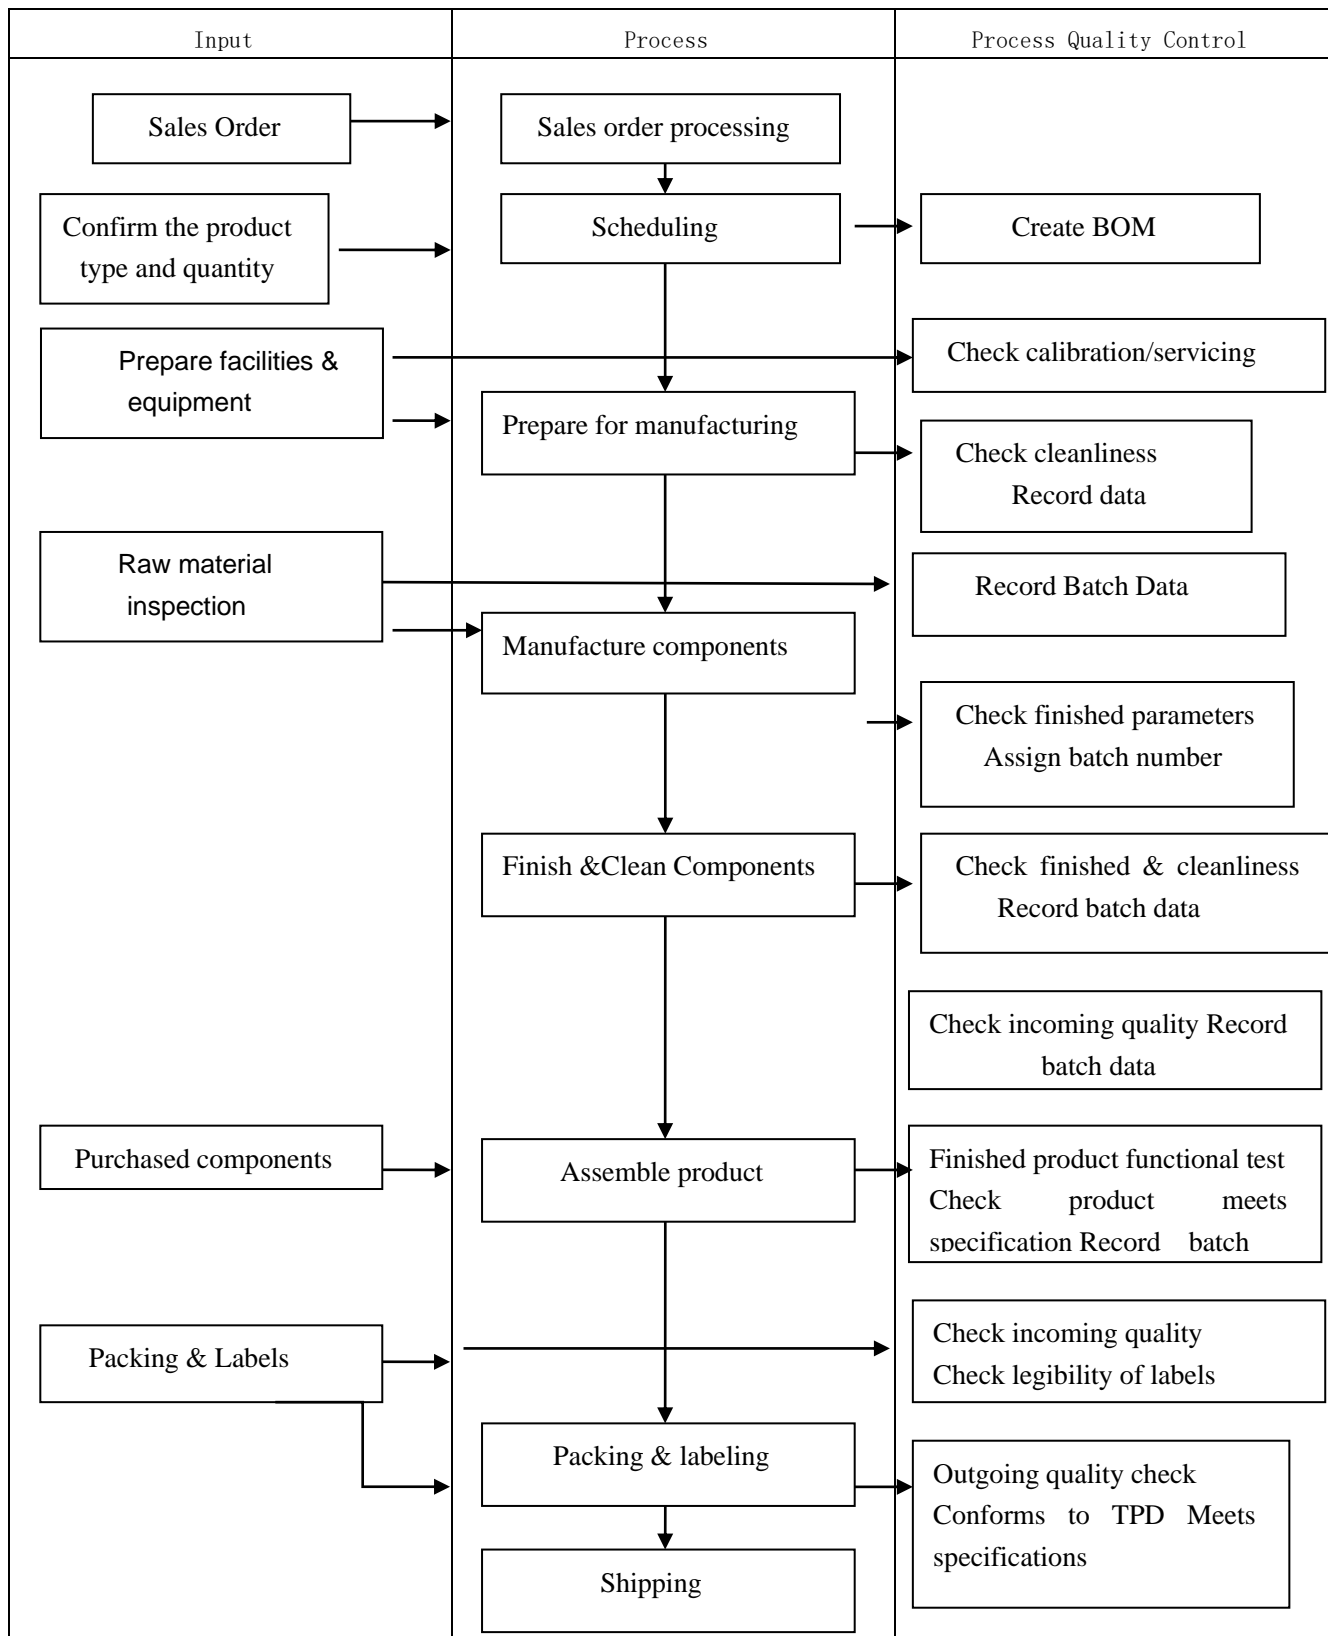 Input
Process
Process Quality Control
Sales Order
Sales order processing
Confirm the product
type and quantity
Scheduling
Create BOM
Prepare facilities &
equipment
Check calibration/servicing
Prepare for manufacturing
Check cleanliness
Record data
Raw material
inspection
Record Batch Data
Manufacture components
Check finished parameters
Assign batch number
Finish &Clean Components
Check finished & cleanliness
Record batch data
Check incoming quality Record
batch data
Purchased components
Assemble product
Finished product functional test
Check product meets
specification Record batch
Packing & Labels
Check incoming quality
Check legibility of labels
Packing & labeling
Outgoing quality check
Conforms to TPD Meets
specifications
Shipping